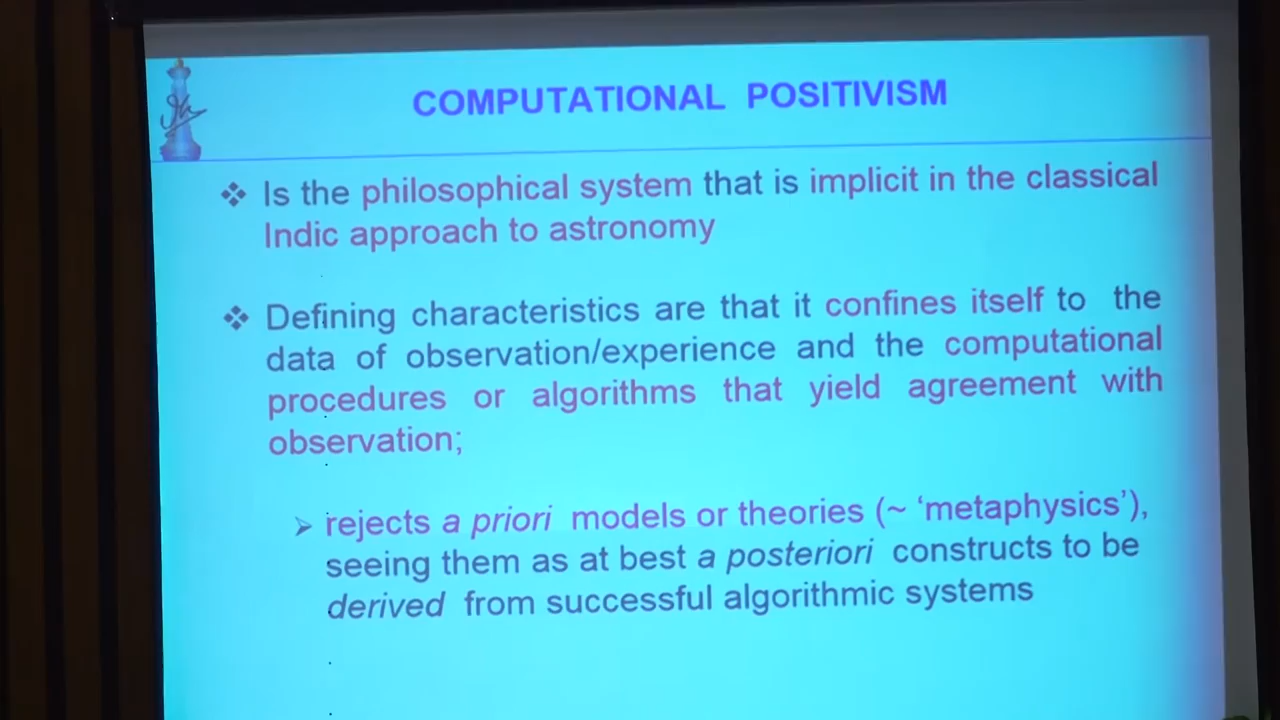 COMPUTATIONAL POSITIVISM
❖ Is the philosophical system that is implicit in the classical
Indic approach to astronomy
❖ Defining characteristics are that it confines itself to the
data of observation/experience and the computational
procedures or algorithms that yield agreement with
observation;
➢ rejects a priori models or theories (~ ‘metaphysics’),
seeing them as at best a posteriori constructs to be
derived from successful algorithmic systems